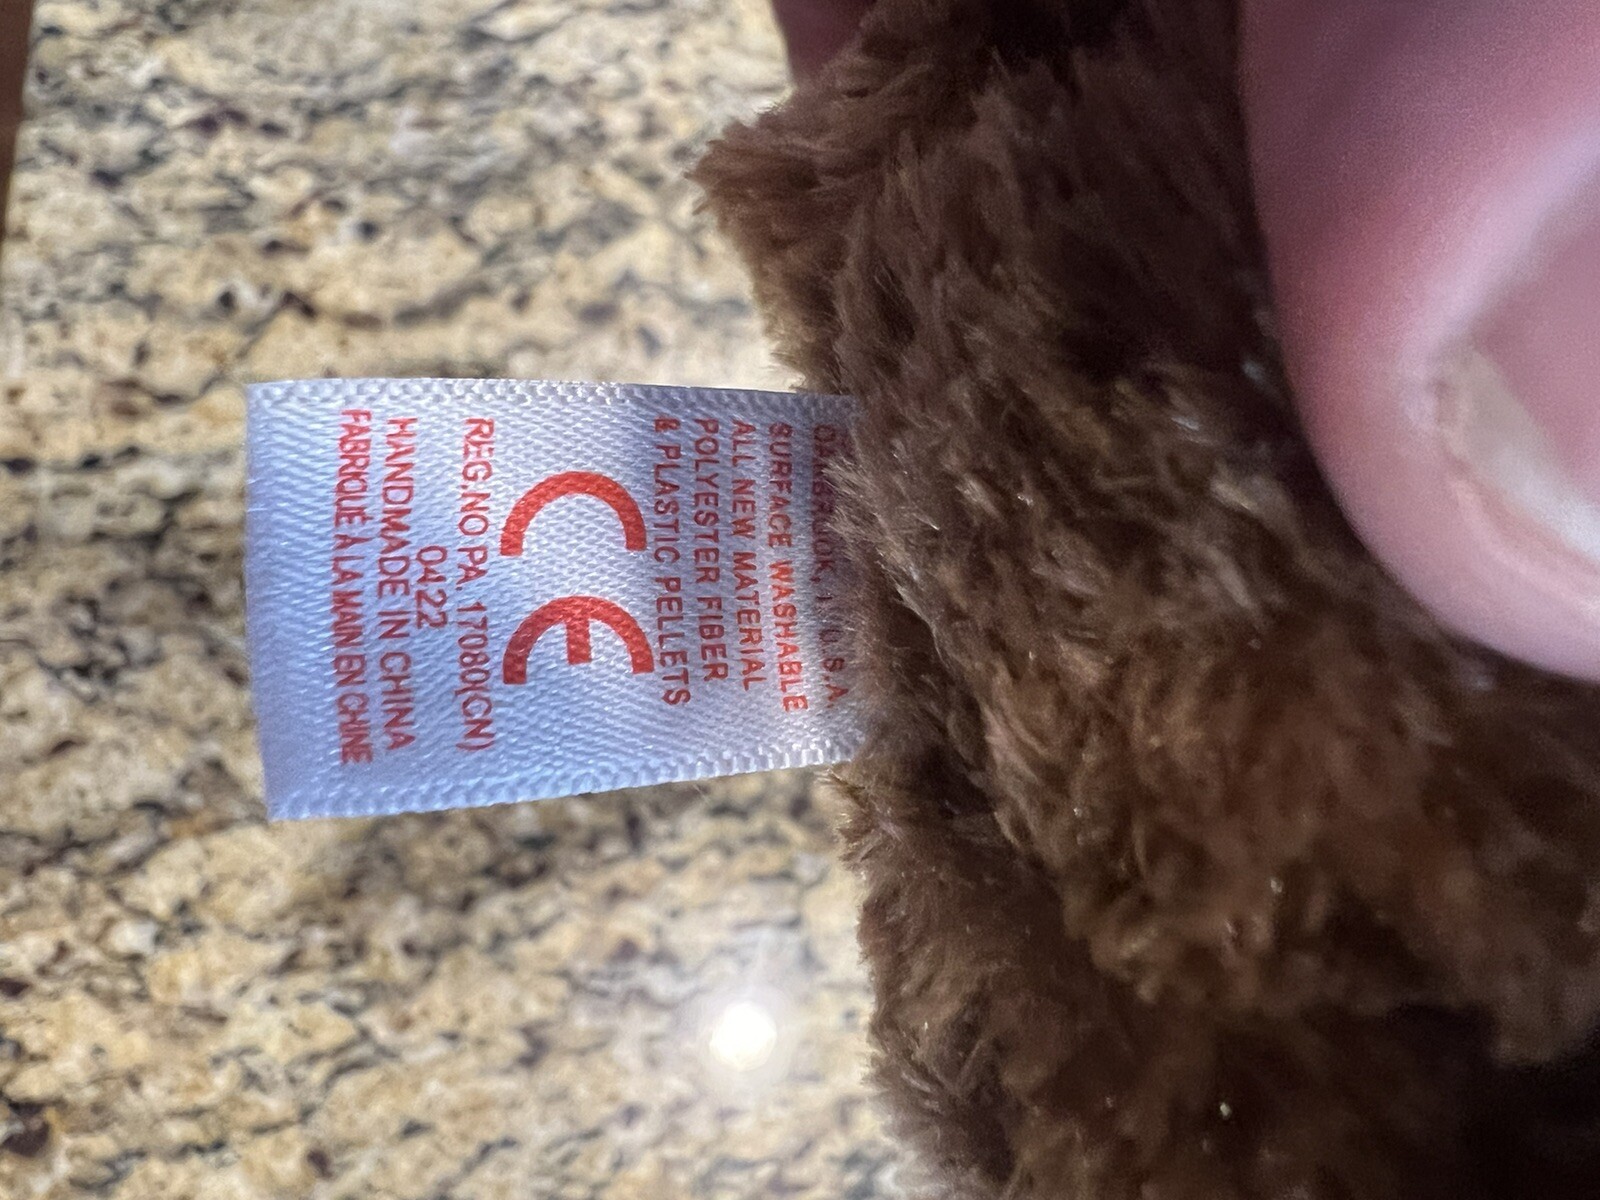 U.S.A.
SURFACE WASHABLE
ALL NEW MATERIAL
POLYESTER FIBER
& PLASTIC PELLETS
CE
REG.NO PA. 17080(CN)
0422
HANDMADE IN CHINA
FABRIQUÉ À LA MAIN EN CHINE